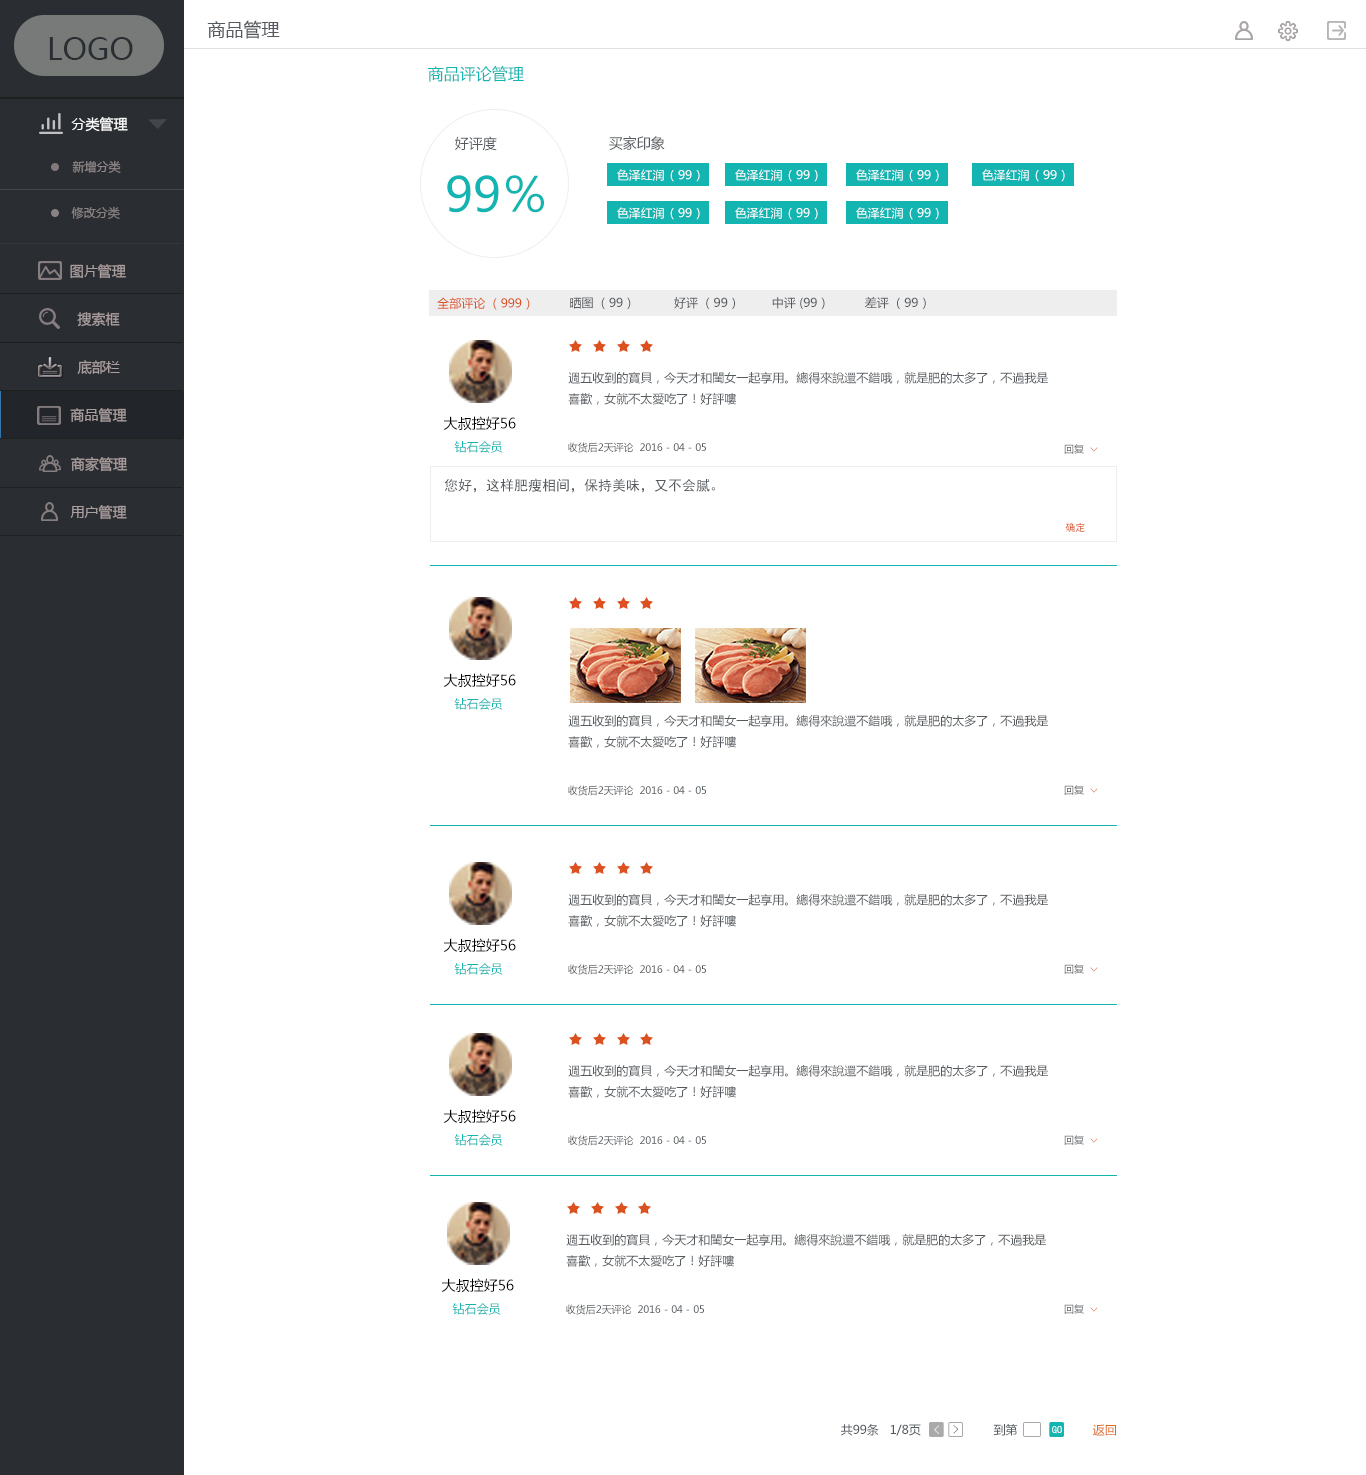 LOGO
商品管理
分类管理
新增分类
修改分类
图片管理
搜索框
底部栏
商品管理
商家管理
用户管理
商品评论管理
好评度
99%
买家印象
色泽红润（99） 色泽红润（99） 色泽红润（99） 色泽红润（99）
色泽红润（99） 色泽红润（99） 色泽红润（99）
全部评论（999） 晒图（99） 好评（99） 中评 (99 ) 差评（99）
週五收到的寶貝，今天才和閨女一起享用。總得來說還不錯哦，就是肥的太多了，不過我是
喜歡，女就不太愛吃了！好評嘍
大叔控好56
钻石会员
收货后2天评论 2016 - 04 - 05
回复
您好，这样肥瘦相间，保持美味，又不会腻。
确定
大叔控好56
钻石会员
週五收到的寶貝，今天才和閨女一起享用。總得來說還不錯哦，就是肥的太多了，不過我是
喜歡，女就不太愛吃了！好評嘍
收货后2天评论 2016 - 04 - 05
回复
週五收到的寶貝，今天才和閨女一起享用。總得來說還不錯哦，就是肥的太多了，不過我是
喜歡，女就不太愛吃了！好評嘍
大叔控好56
钻石会员
收货后2天评论 2016 - 04 - 05
回复
週五收到的寶貝，今天才和閨女一起享用。總得來說還不錯哦，就是肥的太多了，不過我是
喜歡，女就不太愛吃了！好評嘍
大叔控好56
钻石会员
收货后2天评论 2016 - 04 - 05
回复
週五收到的寶貝，今天才和閨女一起享用。總得來說還不錯哦，就是肥的太多了，不過我是
喜歡，女就不太愛吃了！好評嘍
大叔控好56
钻石会员
收货后2天评论 2016 - 04 - 05
回复
共99条 1/8页 到第 GO 返回